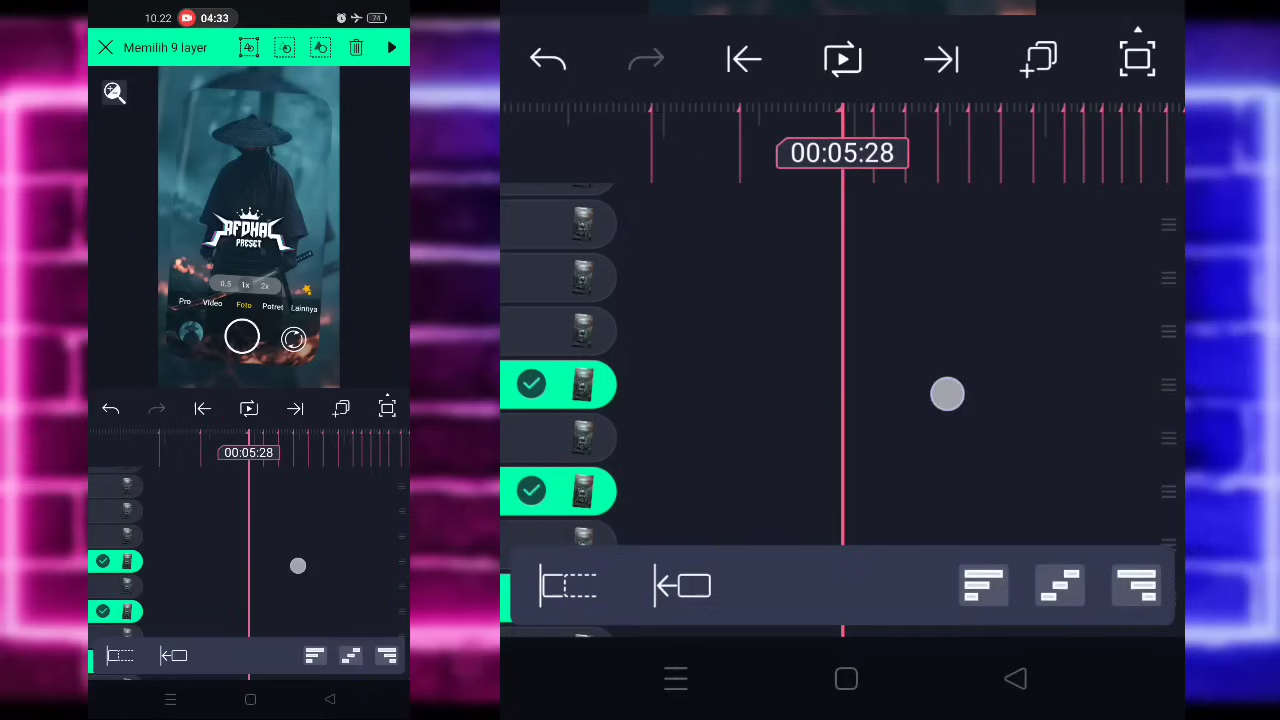 10.22 04:33 74
Memilih 9 layer
AFDHAL
PRESET
0.5 1x 2x
Pro Video Foto Potret Lainnya
00:05:28
00:05:28